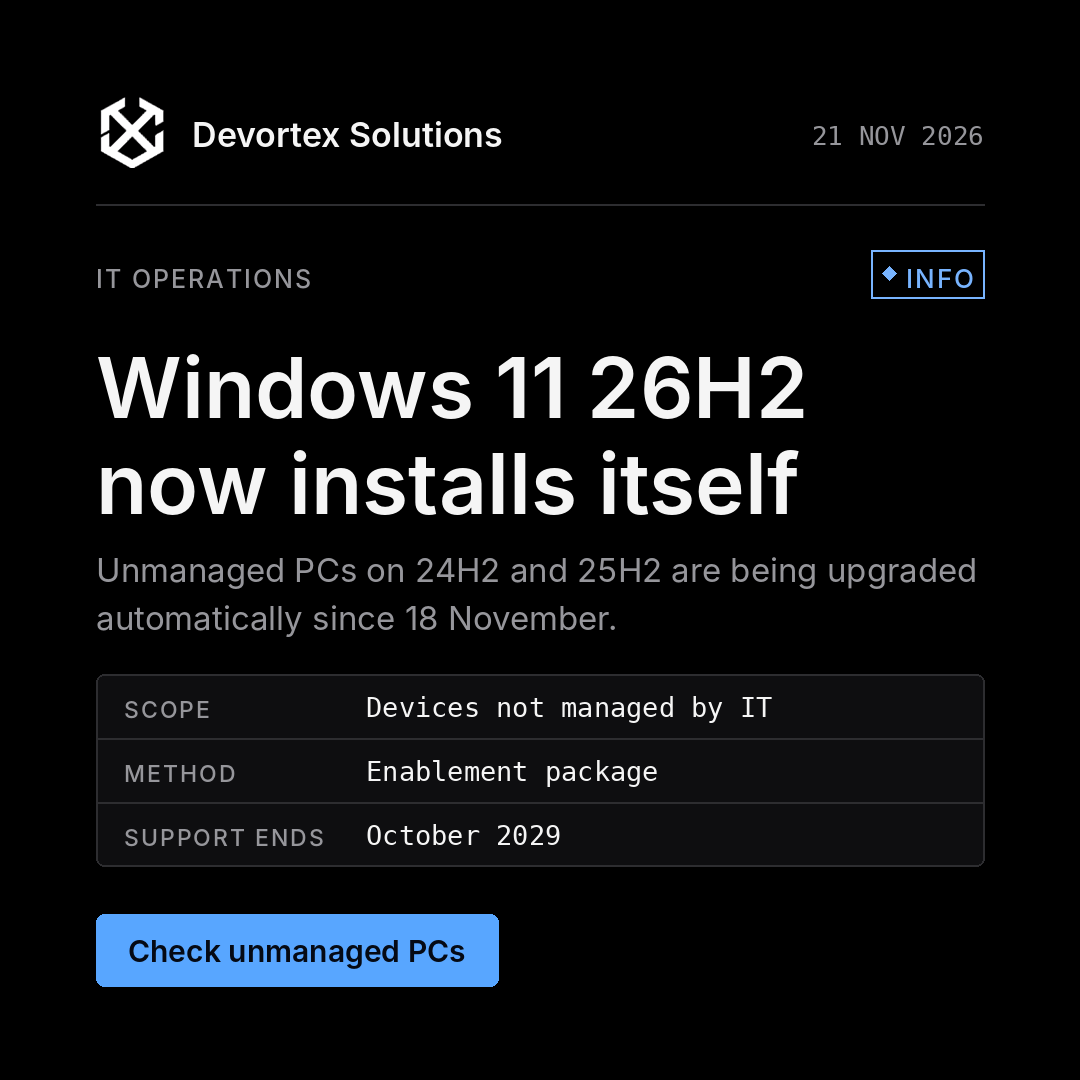 Devortex Solutions
21 NOV 2026
IT OPERATIONS
INFO
Windows 11 26H2
now installs itself
Unmanaged PCs on 24H2 and 25H2 are being upgraded
automatically since 18 November.
SCOPE Devices not managed by IT
METHOD Enablement package
SUPPORT ENDS October 2029
Check unmanaged PCs